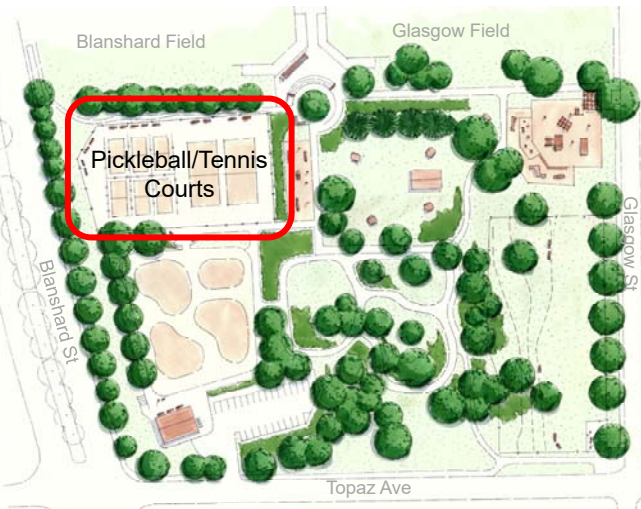 Blanshard Field
Glasgow Field
Pickleball/Tennis
Courts
Glasgow St
Blanshard St
Topaz Ave